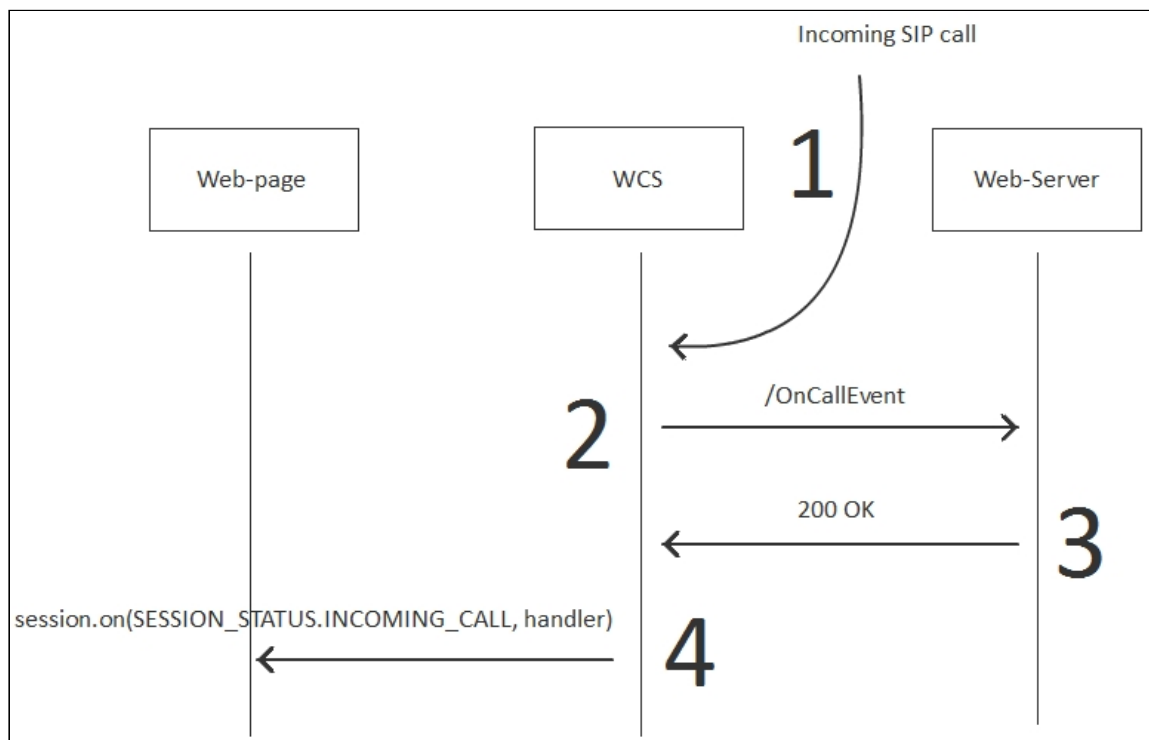 Incoming SIP call
Web-page
WCS
1
Web-Server
/OnCallEvent
2
200 OK
3
session.on(SESSION_STATUS.INCOMING_CALL, handler)
4